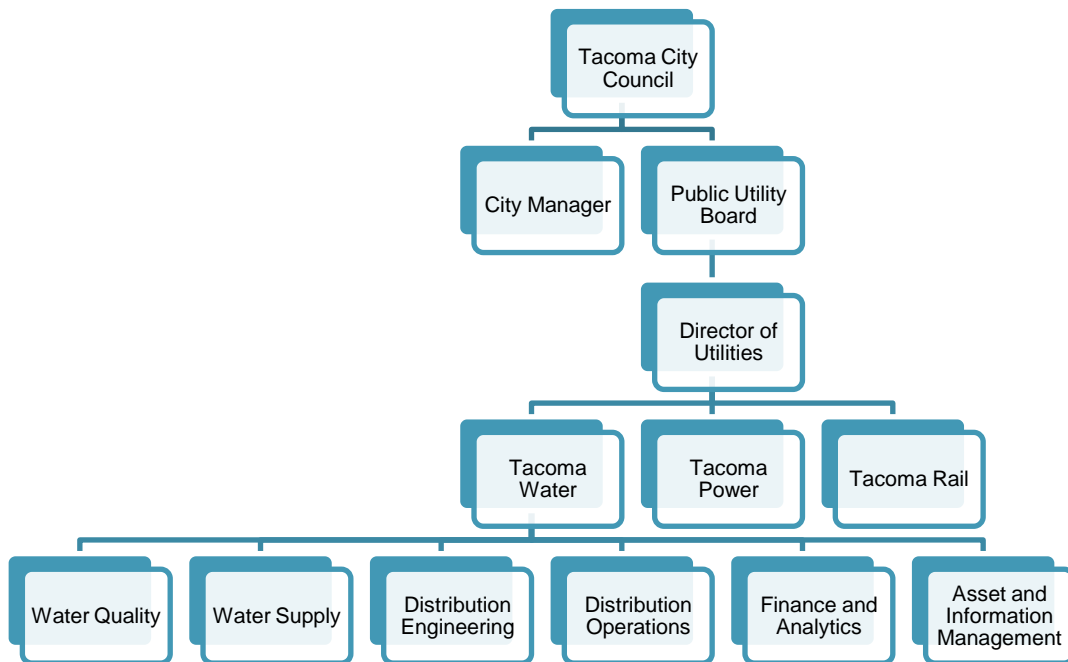 Tacoma City
Council
City Manager
Public Utility
Board
Director of
Utilities
Tacoma
Water
Tacoma
Power
Tacoma Rail
Water Quality
Water Supply
Distribution
Engineering
Distribution
Operations
Finance and
Analytics
Asset and
Information
Management